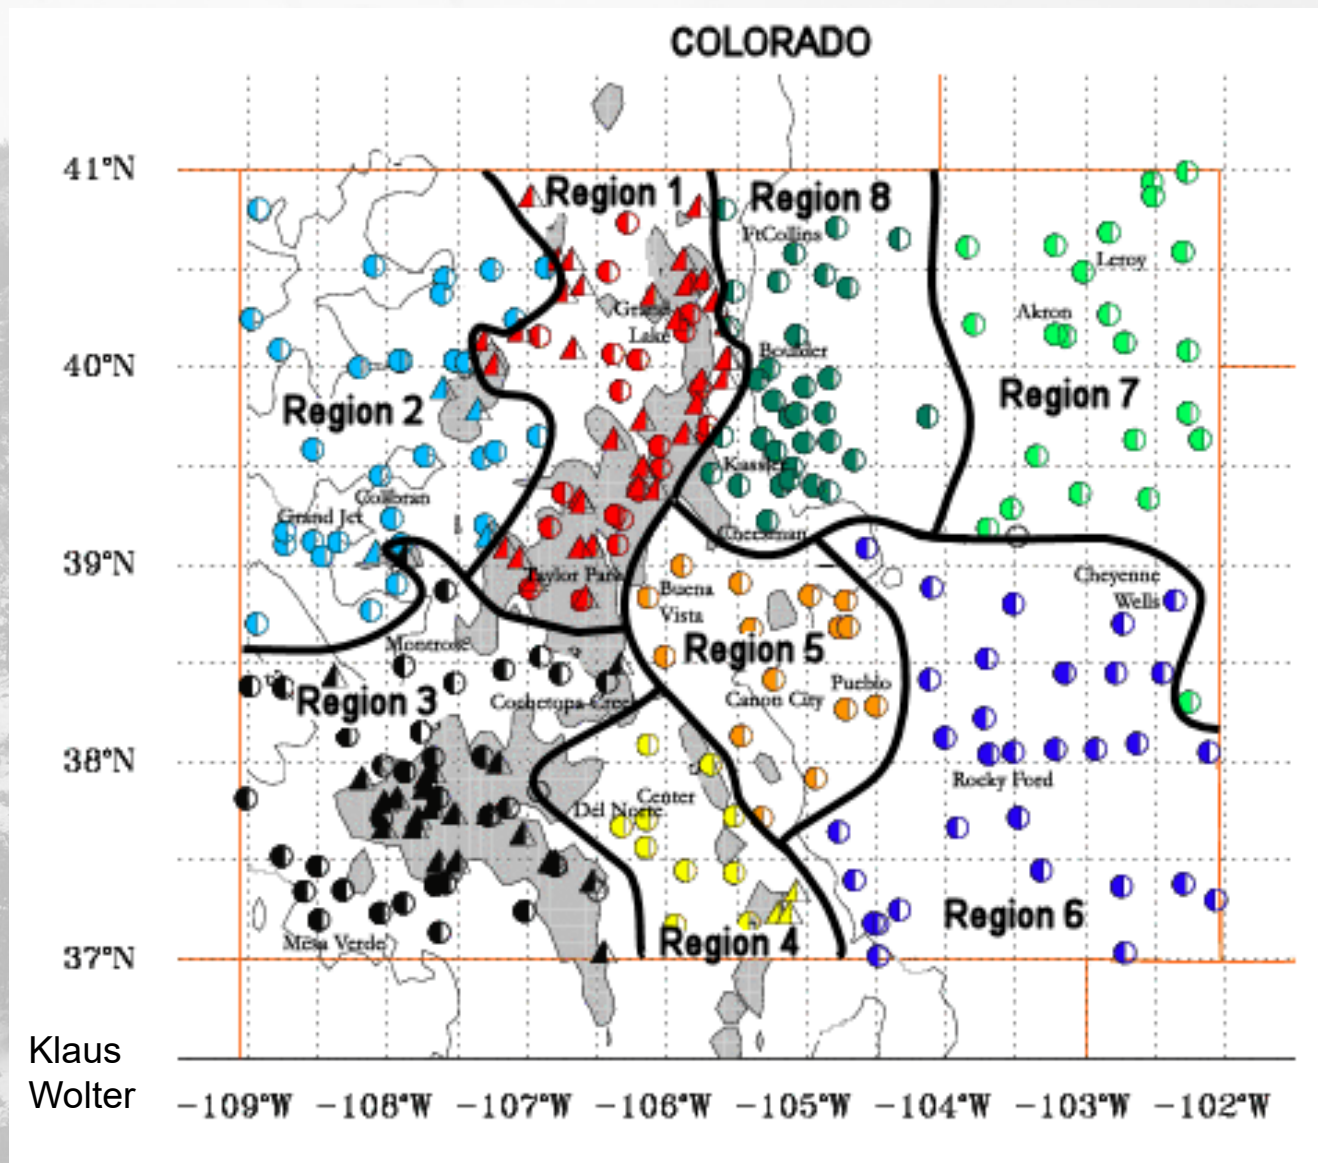 COLORADO
41°N
Region 1
Region 8
FtCollins
Leroy
Grand
Lake
Akron
40°N
Boulder
Region 2
Region 7
Kassler
Collbran
Grand Jct
Cheesman
39°N
Taylor Park
Buena
Vista
Cheyenne
Wells
Montrose
Region 5
Region 3
Cochetopa Creek
Canon City
Pueblo
38°N
Rocky Ford
Del Norte
Center
Region 6
Mesa Verde
Region 4
37°N
Klaus
Wolter
-109°W -108°W -107°W -106°W -105°W -104°W -103°W -102°W